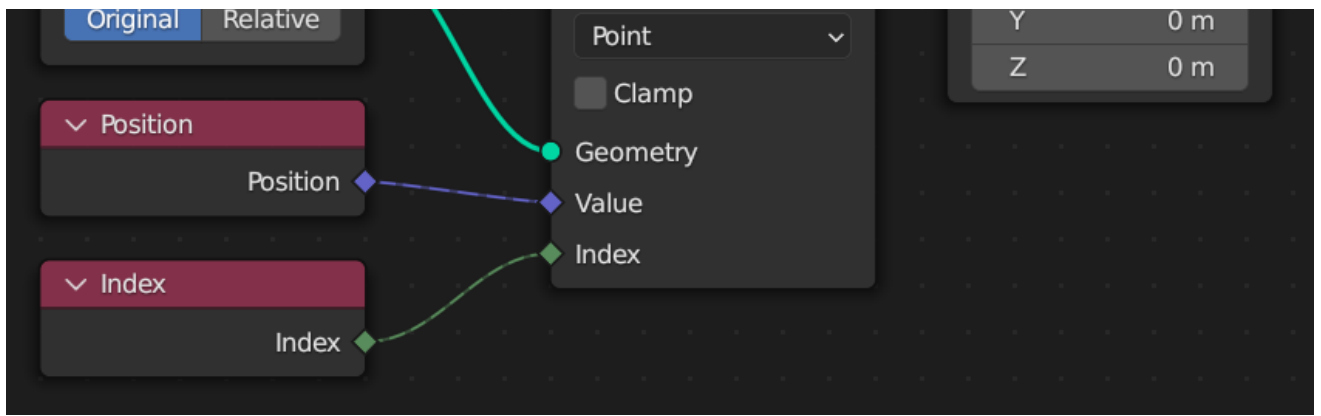 Original Relative
Point
Clamp
Geometry
Value
Index
Y 0 m
Z 0 m
Position
Position
Index
Index